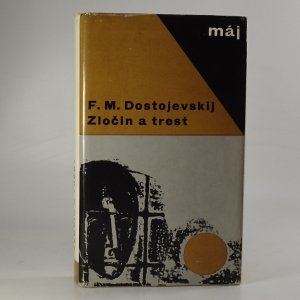 máj
F. M. Dostojevskij
Zločin a trest